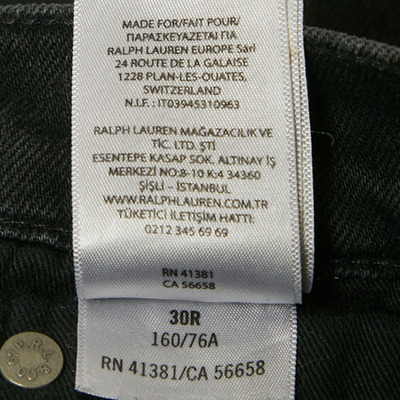 MADE FOR/FAIT POUR/
ΠΑΡΑΣΚΕΥΑΖΕΤΑΙ ΓΙΑ
RALPH LAUREN EUROPE Sàrl
24 ROUTE DE LA GALAISE
1228 PLAN-LES-OUATES,
SWITZERLAND
N.I.F. : IT03945310963
RALPH LAUREN MAĞAZACILIK VE
TİC. LTD. ŞTİ
ESENTEPE KASAP SOK. ALTINAY İŞ
MERKEZİ NO:8-10 K:4 34360
ŞİŞLİ - İSTANBUL
WWW.RALPHLAUREN.COM.TR
TÜKETİCİ İLETİŞİM HATTI:
0212 345 69 69
RN 41381
CA 56658
30R
160/76A
RN 41381/CA 56658